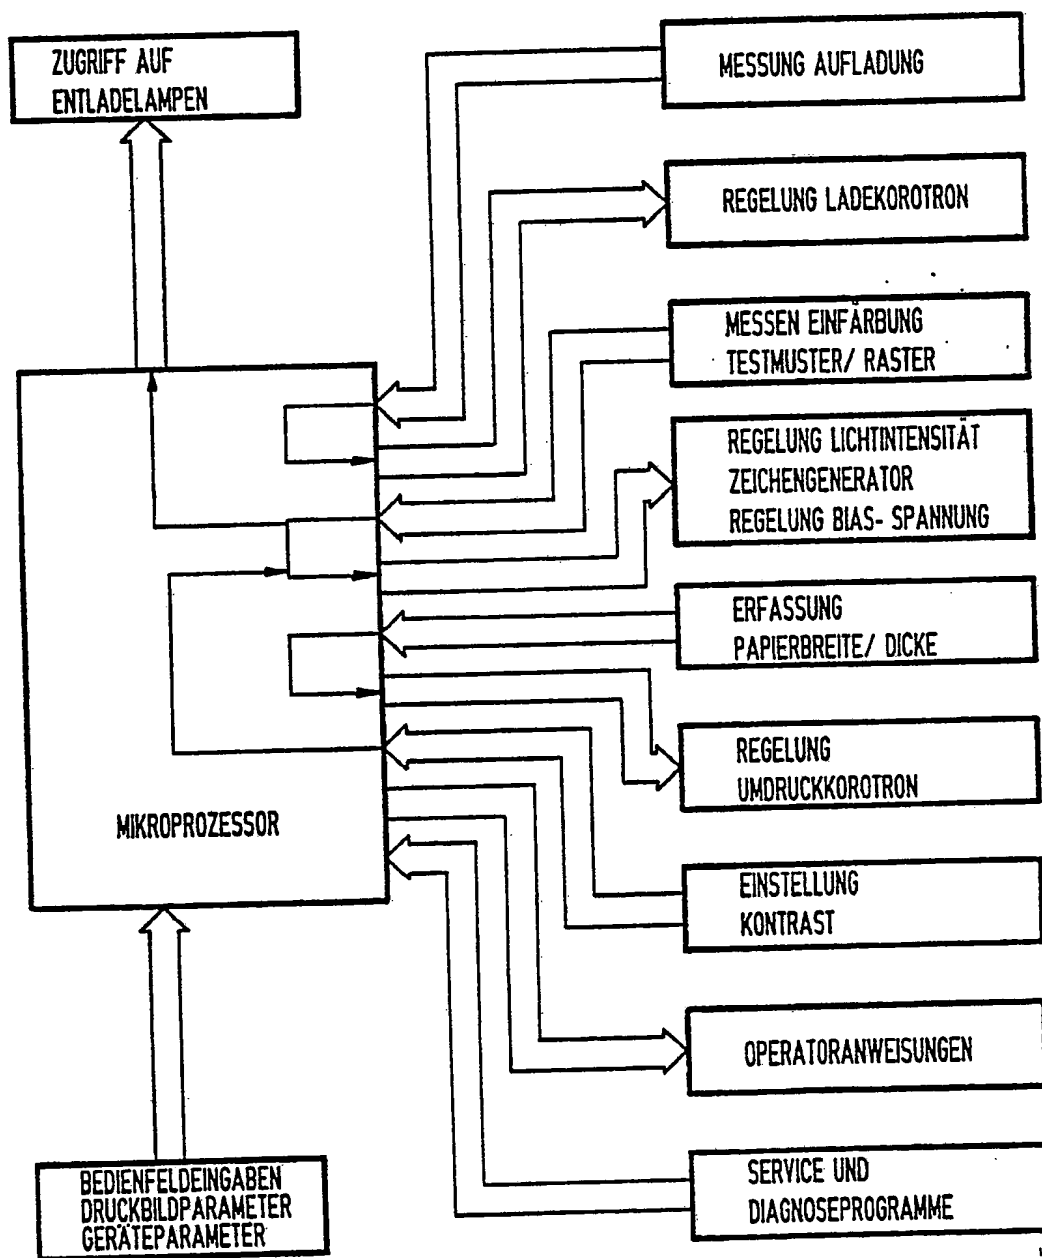 ZUGRIFF AUF
ENTLADELAMPEN
MESSUNG AUFLADUNG
REGELUNG LADEKOROTRON
MESSEN EINFÄRBUNG
TESTMUSTER/ RASTER
REGELUNG LICHTINTENSITÄT
ZEICHENGENERATOR
REGELUNG BIAS- SPANNUNG
ERFASSUNG
PAPIERBREITE/ DICKE
REGELUNG
UMDRUCKKOROTRON
MIKROPROZESSOR
EINSTELLUNG
KONTRAST
OPERATORANWEISUNGEN
SERVICE UND
DIAGNOSEPROGRAMME
BEDIENFELDEINGABEN
DRUCKBILDPARAMETER
GERÄTEPARAMETER